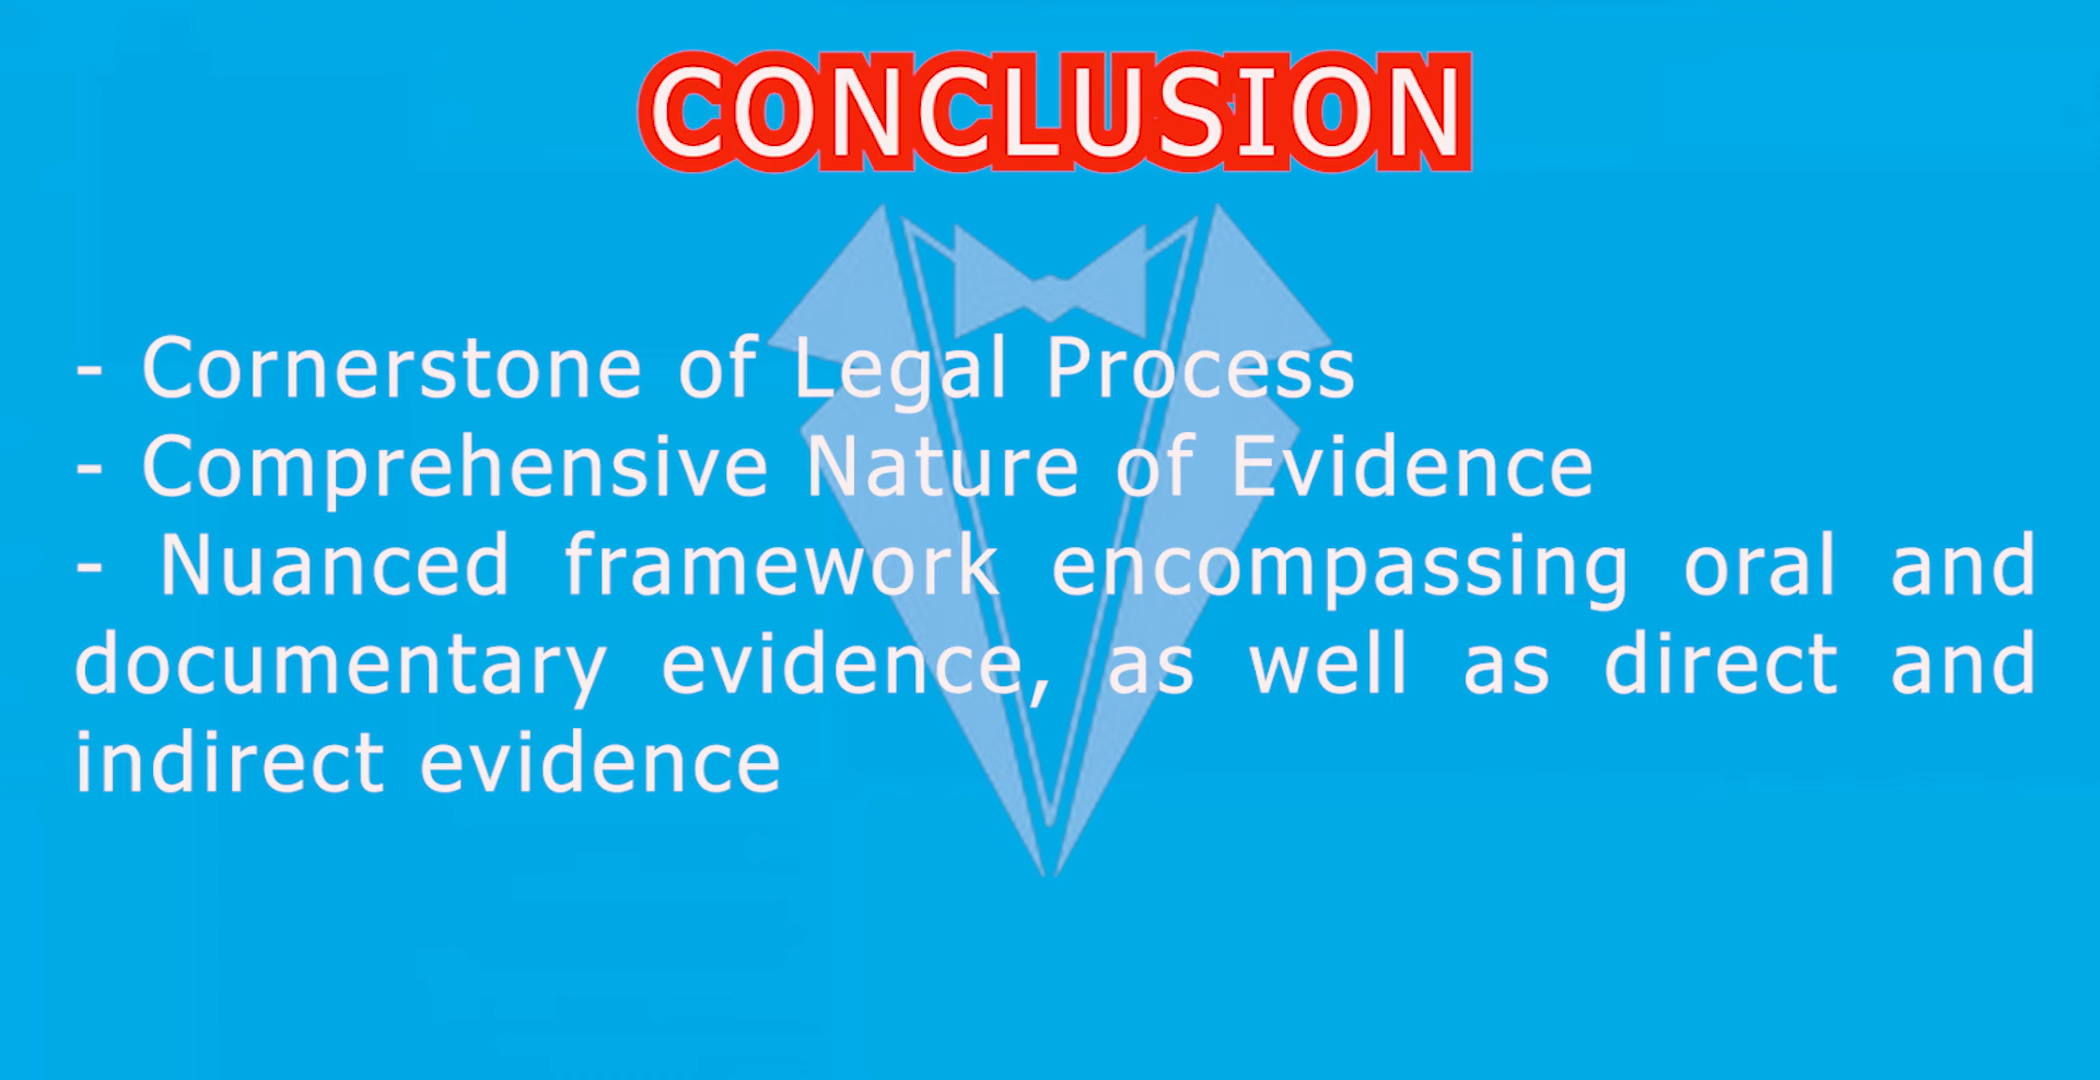 CONCLUSION
- Cornerstone of Legal Process
- Comprehensive Nature of Evidence
- Nuanced framework encompassing oral and
documentary evidence, as well as direct and
indirect evidence